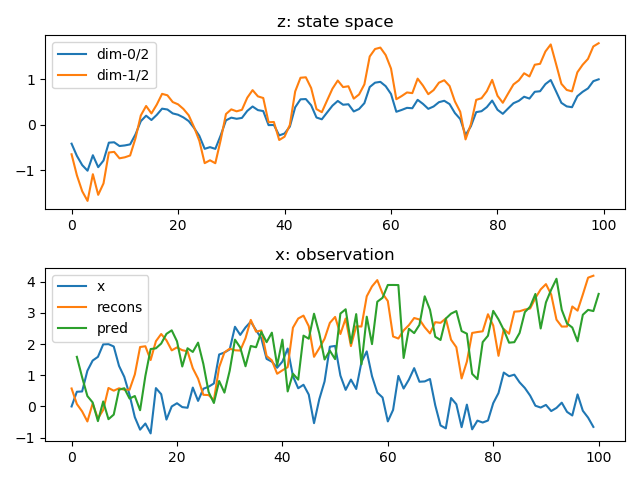 z: state space
dim-0/2
dim-1/2
1
0
−1
0 20 40 60 80 100
x: observation
x
recons
pred
4
3
2
1
0
−1
0 20 40 60 80 100